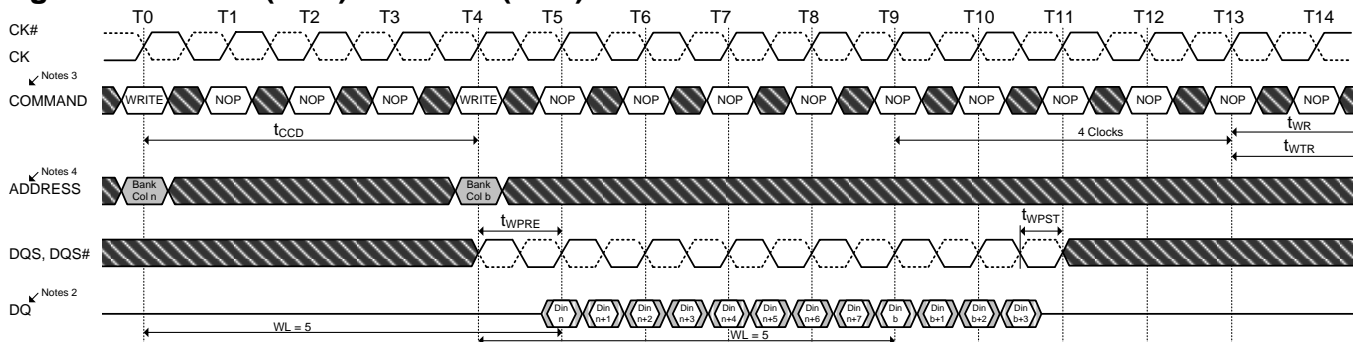 T0 T1 T2 T3 T4 T5 T6 T7 T8 T9 T10 T11 T12 T13 T14
CK#
CK
Notes 3
COMMAND WRITE NOP NOP NOP WRITE NOP NOP NOP NOP NOP NOP NOP NOP NOP NOP
tCCD 4 Clocks tWR
tWTR
Notes 4
ADDRESS Bank Col n Bank Col b
tWPRE tWPST
DQS, DQS#
Notes 2
DQ Din n Din n+1 Din n+2 Din n+3 Din n+4 Din n+5 Din n+6 Din n+7 Din b Din b+1 Din b+2 Din b+3
WL = 5 WL = 5